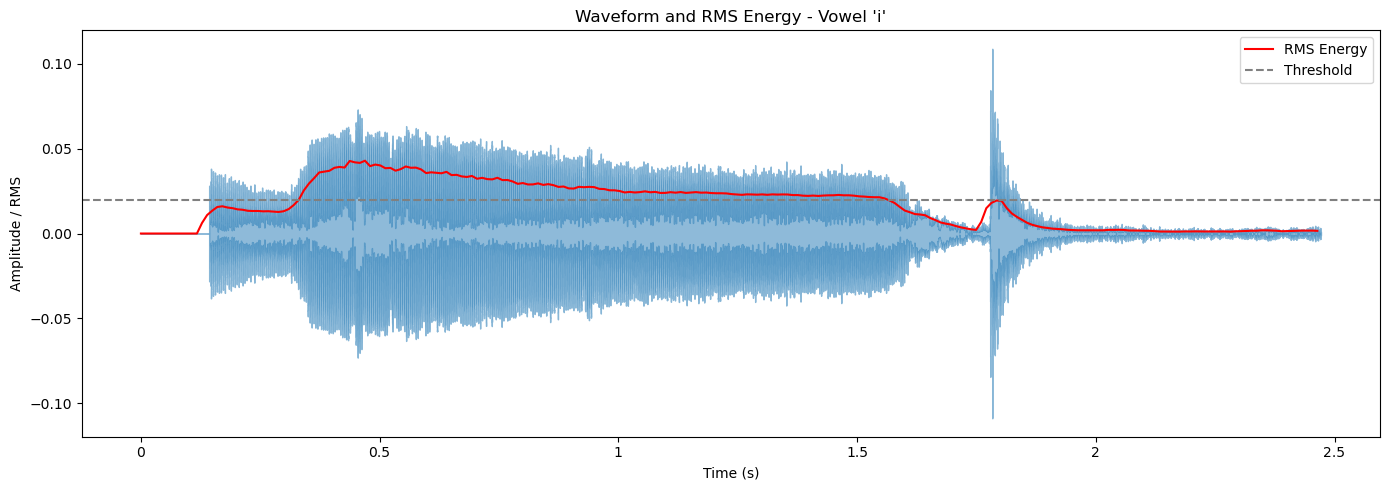 Waveform and RMS Energy - Vowel 'i'
RMS Energy
Threshold
0.10
0.05
0.00
−0.05
−0.10
Amplitude / RMS
0
0.5
1
1.5
2
2.5
Time (s)